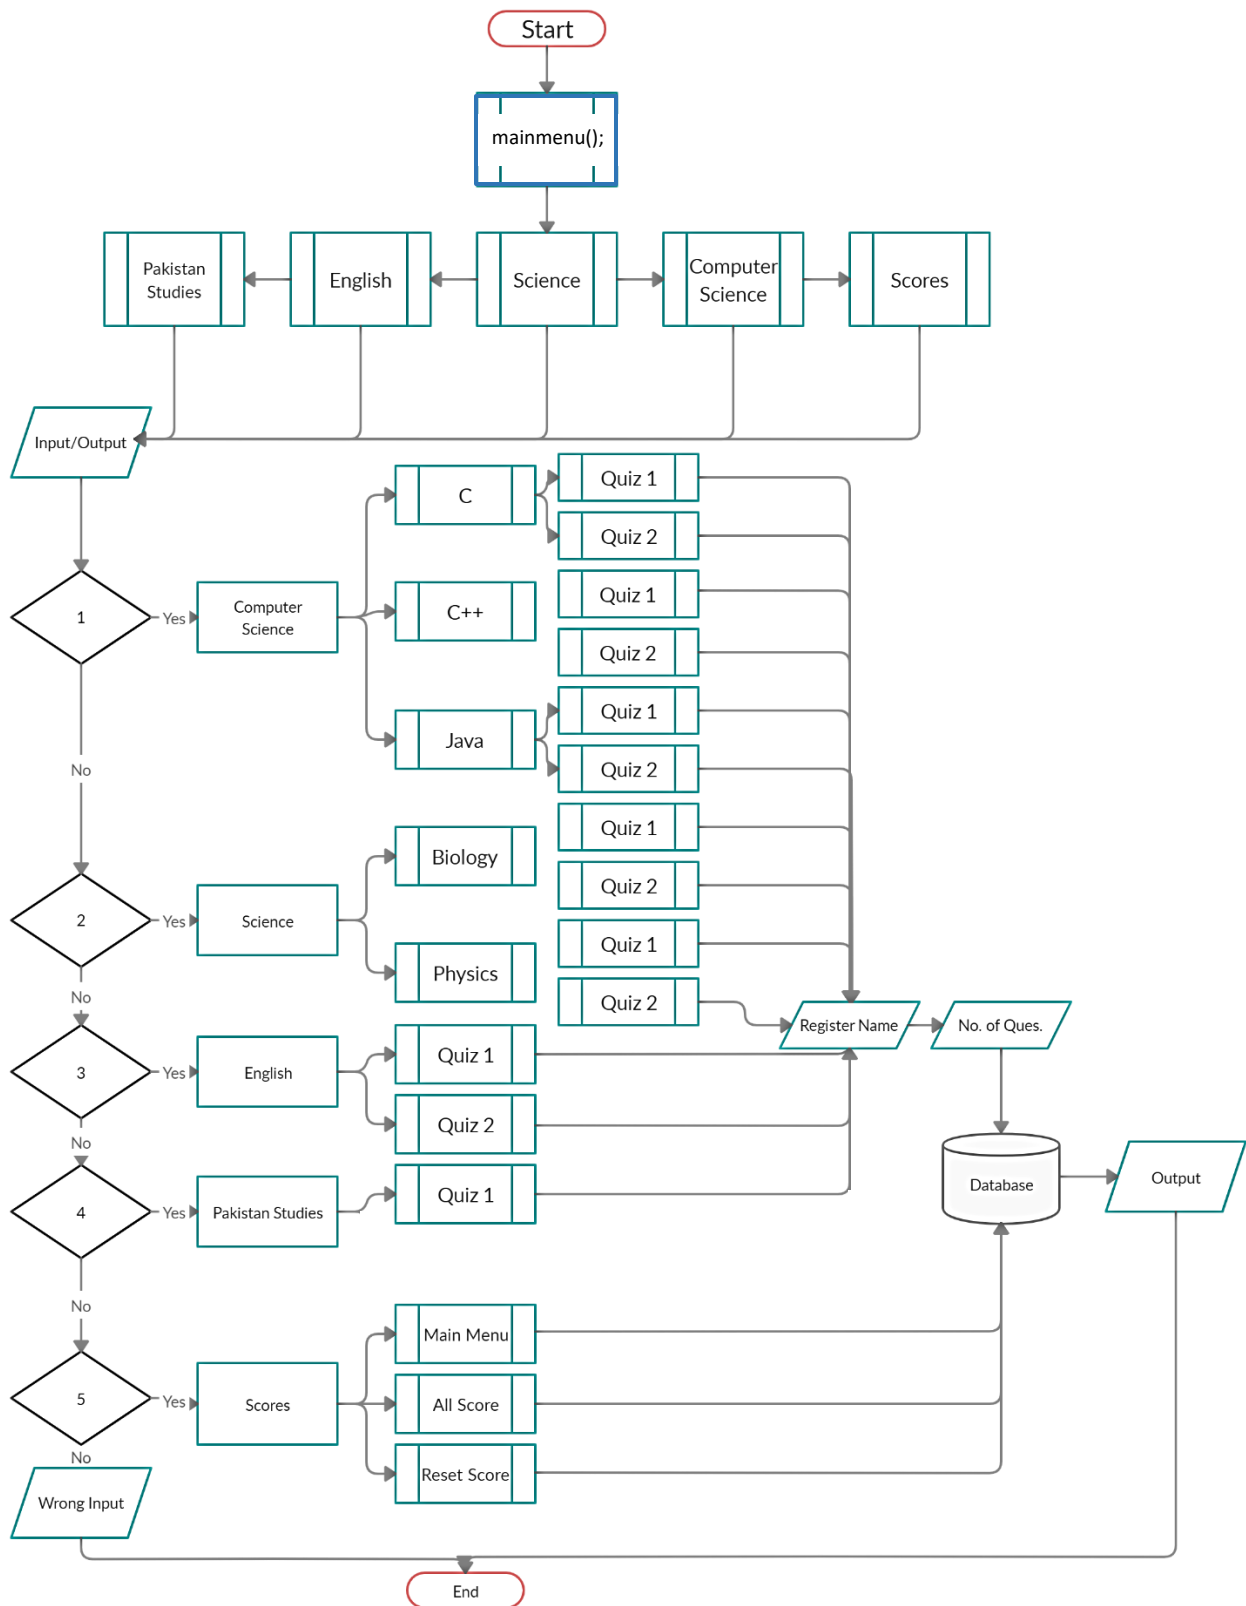 Start
mainmenu();
Pakistan
Studies
English
Science
Computer
Science
Scores
Input/Output
C
Quiz 1
Quiz 2
1
Yes
Computer
Science
C++
Quiz 1
Quiz 2
No
Java
Quiz 1
Quiz 2
Biology
Quiz 1
Quiz 2
2
Yes
Science
Physics
Quiz 1
Quiz 2
No
Register Name
No. of Ques.
3
Yes
English
Quiz 1
Quiz 2
No
4
Yes
Pakistan Studies
Quiz 1
Database
Output
No
5
Yes
Scores
Main Menu
All Score
Reset Score
No
Wrong Input
End